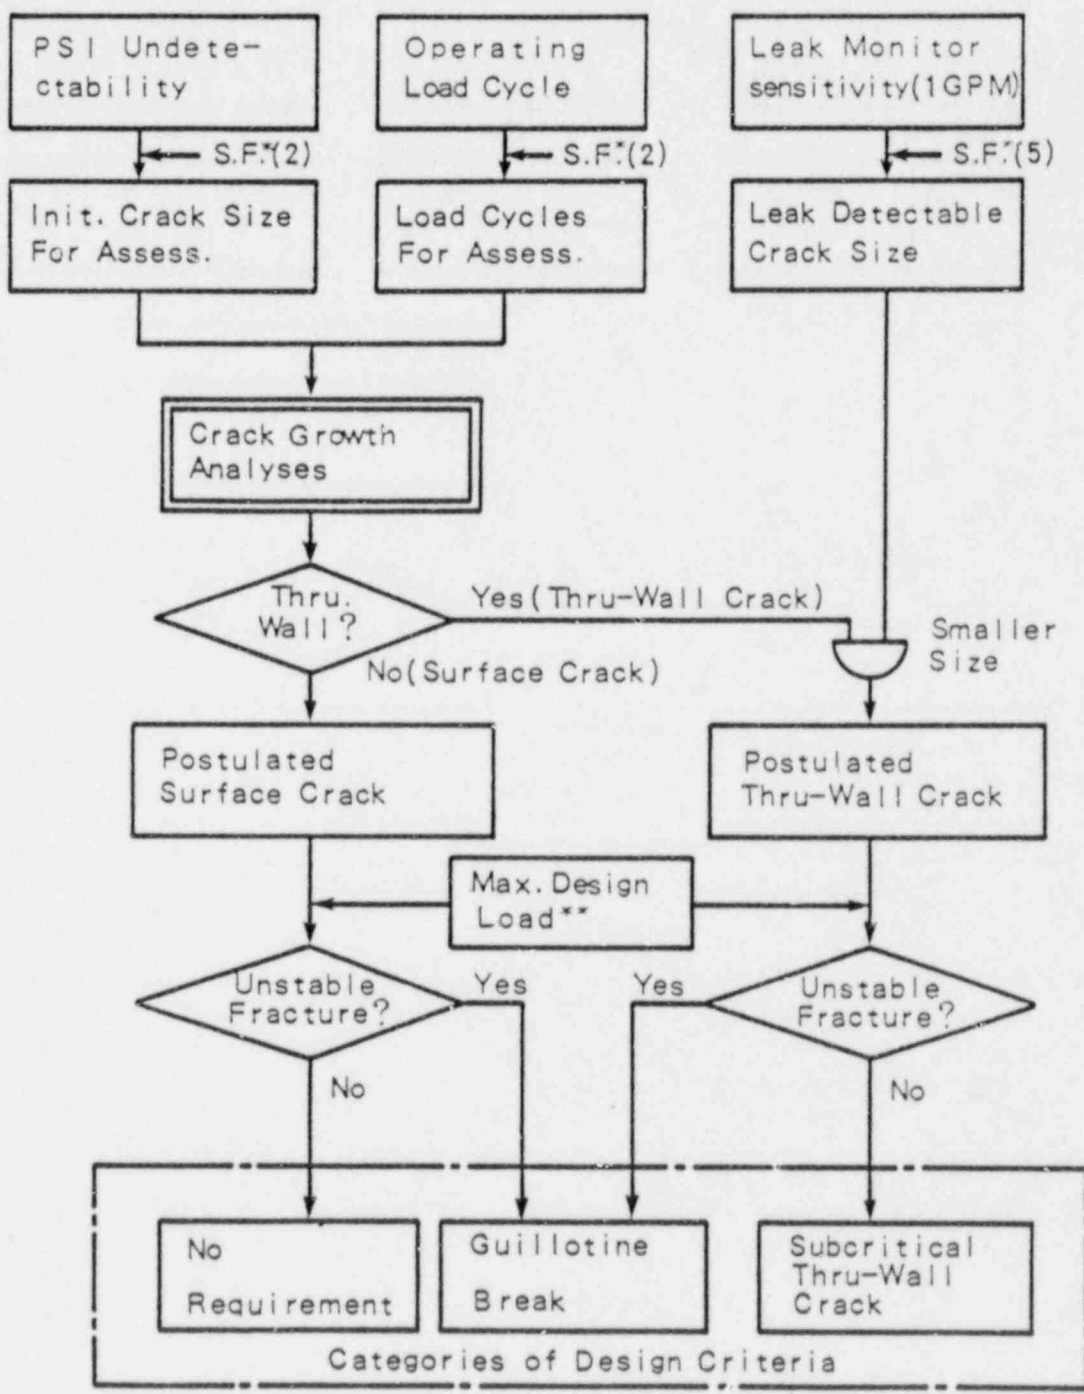 PSI Undete-
ctability
Operating
Load Cycle
Leak Monitor
sensitivity(1GPM)
S.F.*(2)
S.F.*(2)
S.F.*(5)
Init. Crack Size
For Assess.
Load Cycles
For Assess.
Leak Detectable
Crack Size
Crack Growth
Analyses
Thru.
Wall?
Yes(Thru-Wall Crack)
Smaller
Size
No(Surface Crack)
Postulated
Surface Crack
Postulated
Thru-Wall Crack
Max. Design
Load**
Unstable
Fracture?
Yes
Yes
Unstable
Fracture?
No
No
No
Requirement
Guillotine
Break
Subcritical
Thru-Wall
Crack
Categories of Design Criteria